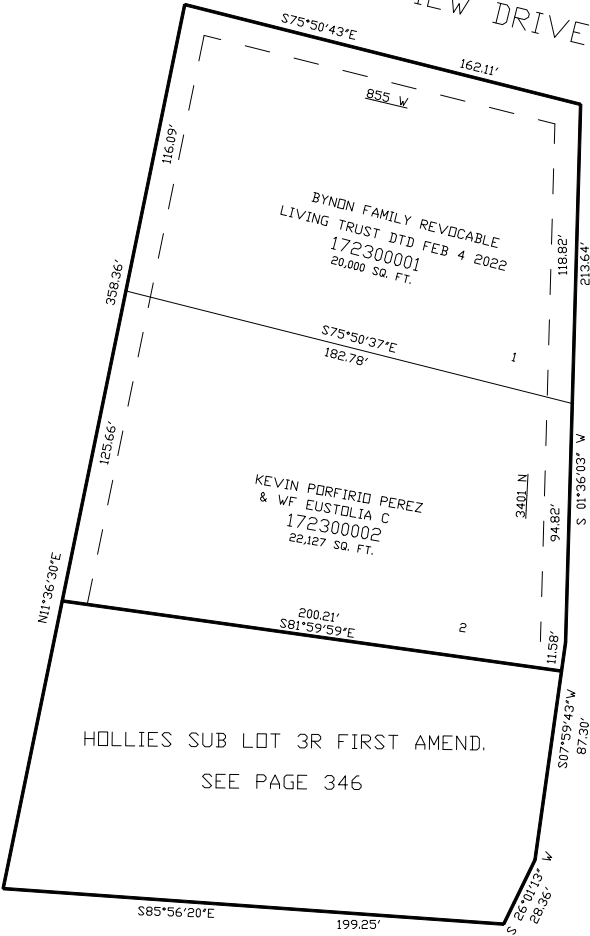 IEW DRIVE
S75°50'43"E
162.11'
855 W
116.09'
BYNON FAMILY REVOCABLE
LIVING TRUST DTD FEB 4 2022
172300001
20,000 SQ. FT.
118.82'
213.64'
358.36'
S75°50'37"E
182.78'
1
125.66'
KEVIN PORFIRIO PEREZ
& WF EUSTOLIA C
172300002
22,127 SQ. FT.
3401 N
94.82'
S 01°36'03" W
N11°36'30"E
200.21'
S81°59'59"E
2
11.58'
HOLLIES SUB LOT 3R FIRST AMEND.
SEE PAGE 346
S07°59'43"W
87.30'
S 26°01'13" W
28.36'
S85°56'20"E
199.25'